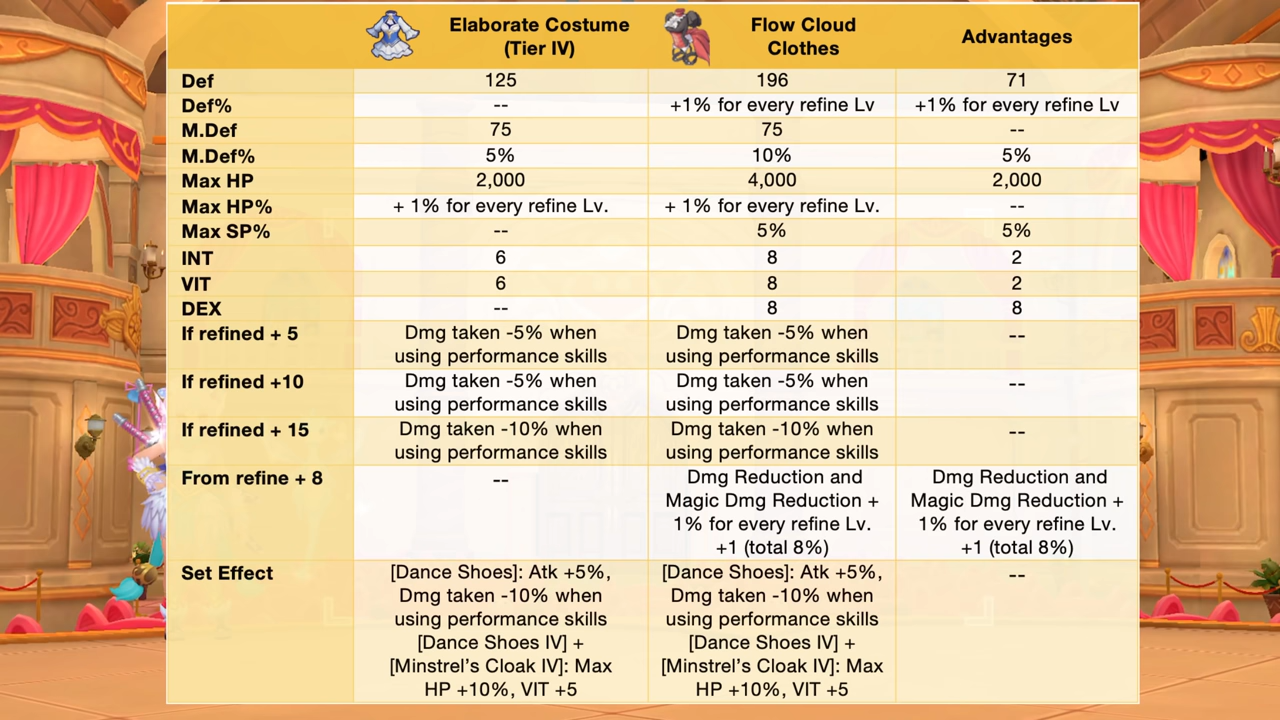 Elaborate Costume
(Tier IV)
Flow Cloud
Clothes
Advantages
Def
125
196
71
Def%
--
+1% for every refine Lv
+1% for every refine Lv
M.Def
75
75
--
M.Def%
5%
10%
5%
Max HP
2,000
4,000
2,000
Max HP%
+ 1% for every refine Lv.
+ 1% for every refine Lv.
--
Max SP%
--
5%
5%
INT
6
8
2
VIT
6
8
2
DEX
--
8
8
If refined + 5
Dmg taken -5% when
using performance skills
Dmg taken -5% when
using performance skills
--
If refined +10
Dmg taken -5% when
using performance skills
Dmg taken -5% when
using performance skills
--
If refined + 15
Dmg taken -10% when
using performance skills
Dmg taken -10% when
using performance skills
--
From refine + 8
--
Dmg Reduction and
Magic Dmg Reduction +
1% for every refine Lv.
+1 (total 8%)
Dmg Reduction and
Magic Dmg Reduction +
1% for every refine Lv.
+1 (total 8%)
Set Effect
[Dance Shoes]: Atk +5%,
Dmg taken -10% when
using performance skills
[Dance Shoes IV] +
[Minstrel's Cloak IV]: Max
HP +10%, VIT +5
[Dance Shoes]: Atk +5%,
Dmg taken -10% when
using performance skills
[Dance Shoes IV] +
[Minstrel's Cloak IV]: Max
HP +10%, VIT +5
--